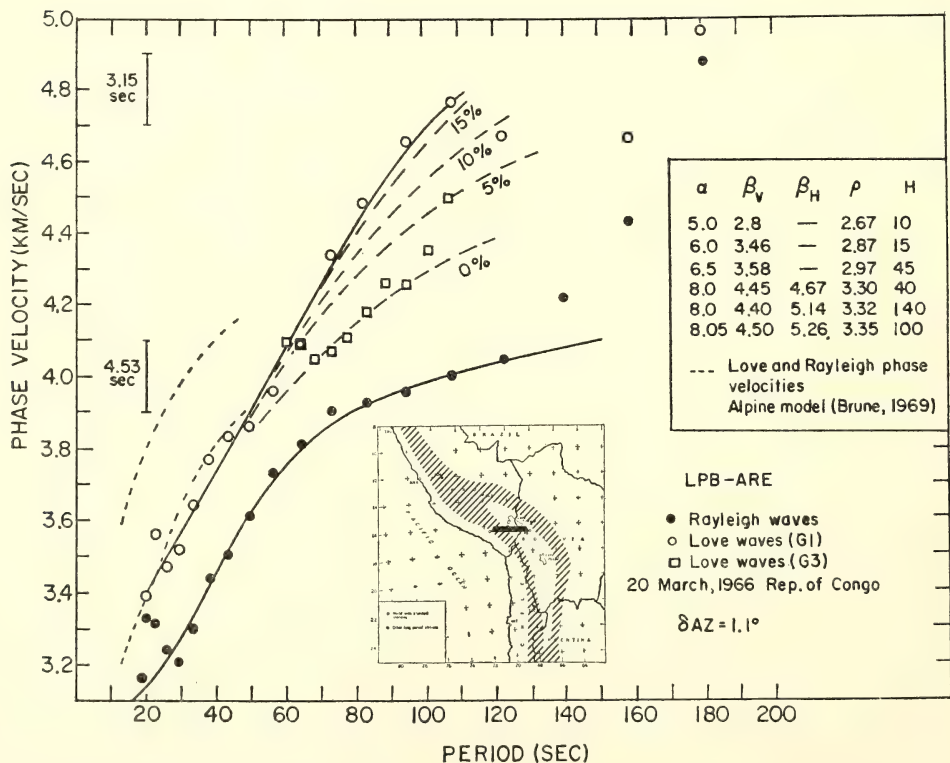 5.0
4.8
4.6
4.4
4.2
4.0
3.8
3.6
3.4
3.2
PHASE VELOCITY (KM/SEC)
3.15
sec
4.53
sec
15%
10%
5%
0%
α βV βH ρ H
5.0 2.8 — 2.67 10
6.0 3.46 — 2.87 15
6.5 3.58 — 2.97 45
8.0 4.45 4.67 3.30 40
8.0 4.40 5.14 3.32 140
8.05 4.50 5.26 3.35 100
--- Love and Rayleigh phase
velocities
Alpine model (Brune, 1969)
LPB-ARE
● Rayleigh waves
○ Love waves (G1)
□ Love waves (G3)
20 March, 1966 Rep. of Congo
δAZ = 1.1°
BRAZIL
20 40 60 80 100 120 140 160 180 200
PERIOD (SEC)